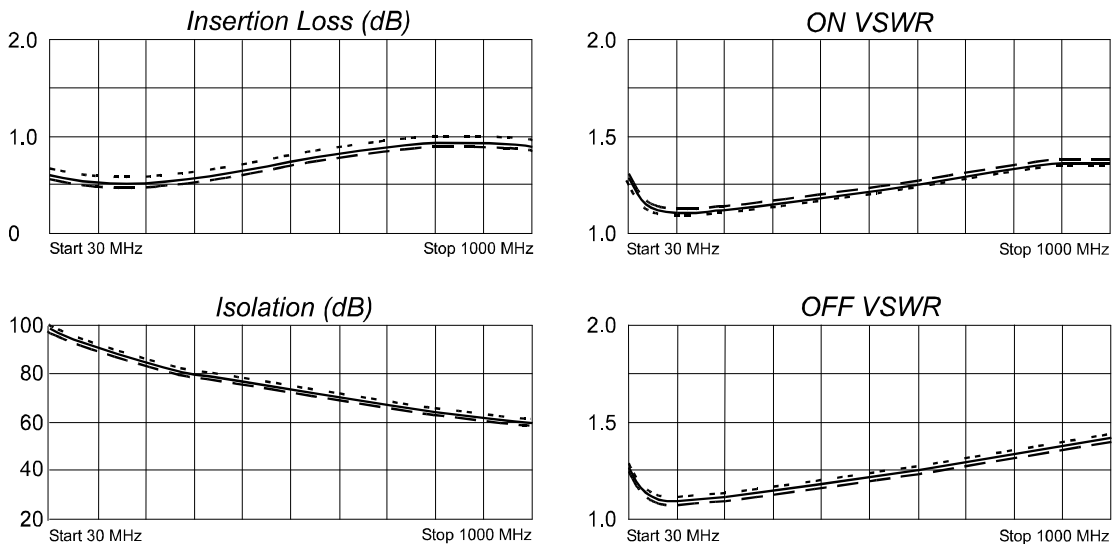 Insertion Loss (dB)
2.0
1.0
0
Start 30 MHz
Stop 1000 MHz
ON VSWR
2.0
1.5
1.0
Start 30 MHz
Stop 1000 MHz
Isolation (dB)
100
80
60
40
20
Start 30 MHz
Stop 1000 MHz
OFF VSWR
2.0
1.5
1.0
Start 30 MHz
Stop 1000 MHz